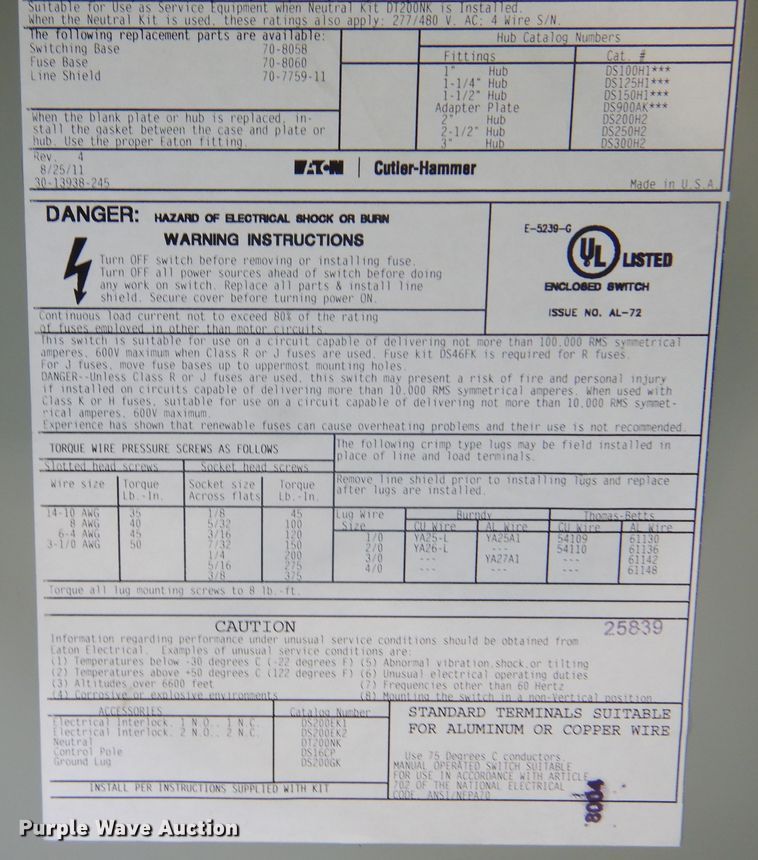 Suitable for Use as Service Equipment when Neutral Kit DT200NK is Installed.
When the Neutral Kit is used, these ratings also apply: 277/480 V. AC: 4 Wire S/N.
The following replacement parts are available:
Switching Base 70-8058
Fuse Base 70-8060
Line Shield 70-7759-11
When the blank plate or hub is replaced, in-
stall the gasket between the case and plate or
hub. Use the proper Eaton fitting.
Hub Catalog Numbers
Fittings Cat. #
1" Hub DS100H1***
1-1/4" Hub DS125H1***
1-1/2" Hub DS150H1***
Adapter Plate DS900AK***
2" Hub DS200H2
2-1/2" Hub DS250H2
3" Hub DS300H2
Rev. 4
8/25/11
30-13938-245
EATON | Cutler-Hammer
Made in U.S.A
DANGER: HAZARD OF ELECTRICAL SHOCK OR BURN
WARNING INSTRUCTIONS
Turn OFF switch before removing or installing fuse.
Turn OFF all power sources ahead of switch before doing
any work on switch. Replace all parts & install line
shield. Secure cover before turning power ON.
E-5239-G
UL LISTED
ENCLOSED SWITCH
ISSUE NO. AL-72
Continuous load current not to exceed 80% of the rating
of fuses employed in other than motor circuits.
This switch is suitable for use on a circuit capable of delivering not more than 100,000 RMS symmetrical
amperes, 600V maximum when Class R or J fuses are used. Fuse kit DS46FK is required for R fuses.
For J fuses, move fuse bases up to uppermost mounting holes.
DANGER--Unless Class R or J fuses are used, this switch may present a risk of fire and personal injury
if installed on circuits capable of delivering more than 10,000 RMS symmetrical amperes. When used with
Class K or H fuses, suitable for use on a circuit capable of delivering not more than 10,000 RMS symmet-
rical amperes, 600V maximum.
Experience has shown that renewable fuses can cause overheating problems and their use is not recommended.
TORQUE WIRE PRESSURE SCREWS AS FOLLOWS
Slotted head screws Socket head screws
Wire size Torque Lb.-In. Socket size Across flats Torque Lb.-In.
14-10 AWG 35 1/8 45
8 AWG 40 5/32 100
6-4 AWG 45 3/16 120
3-1/0 AWG 50 7/32 150
1/4 200
5/16 275
3/8 375
The following crimp type lugs may be field installed in
place of line and load terminals.
Remove line shield prior to installing lugs and replace
after lugs are installed.
Lug Wire Size Burndy Thomas-Betts
CU Wire AL Wire CU Wire AL Wire
1/0 YA25-L YA25A1 54109 61130
2/0 YA26-L --- 54110 61136
3/0 --- YA27A1 --- 61142
4/0 --- --- 61148
Torque all lug mounting screws to 8 lb.-ft.
CAUTION
25839
Information regarding performance under unusual service conditions should be obtained from
Eaton Electrical. Examples of unusual service conditions are:
(1) Temperatures below -30 degrees C (-22 degrees F) (5) Abnormal vibration,shock,or tilting
(2) Temperatures above +50 degrees C (122 degrees F) (6) Unusual electrical operating duties
(3) Altitudes over 6600 feet (7) Frequencies other than 60 Hertz
(4) Corrosive or explosive environments (8) Mounting the switch in a non-Vertical position
ACCESSORIES Catalog Number
Electrical Interlock, 1 N.O., 1 N.C. DS200EK1
Electrical Interlock, 2 N.O., 2 N.C. DS200EK2
Neutral DT200NK
Control Pole DS16CP
Ground Lug DS200GK
INSTALL PER INSTRUCTIONS SUPPLIED WITH KIT
STANDARD TERMINALS SUITABLE
FOR ALUMINUM OR COPPER WIRE
Use 75 Degrees C conductors.
MANUAL OPERATED SWITCH SUITABLE
FOR USE IN ACCORDANCE WITH ARTICLE
702 OF THE NATIONAL ELECTRICAL
CODE, ANSI/NFPA70
8004
Purple Wave Auction